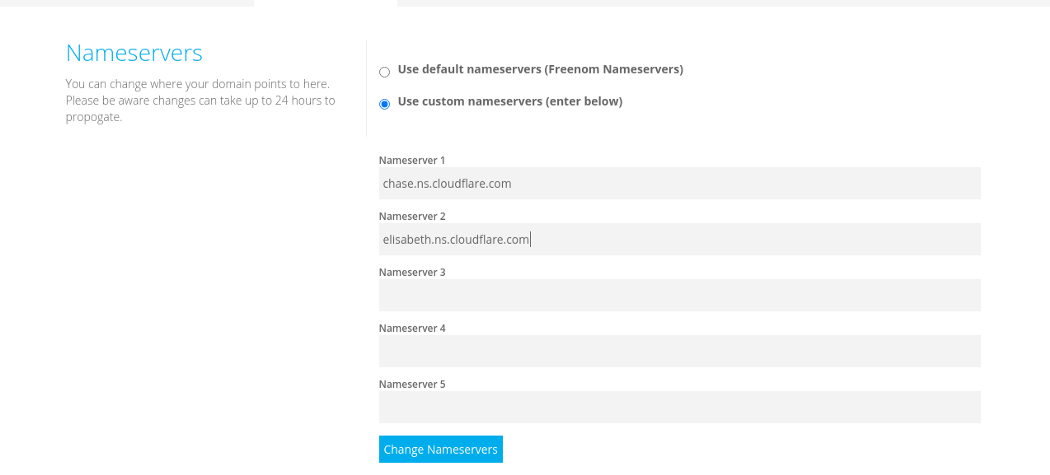 Nameservers
You can change where your domain points to here.
Please be aware changes can take up to 24 hours to
propogate.
Use default nameservers (Freenom Nameservers)
Use custom nameservers (enter below)
Nameserver 1
chase.ns.cloudflare.com
Nameserver 2
elisabeth.ns.cloudflare.com
Nameserver 3
Nameserver 4
Nameserver 5
Change Nameservers